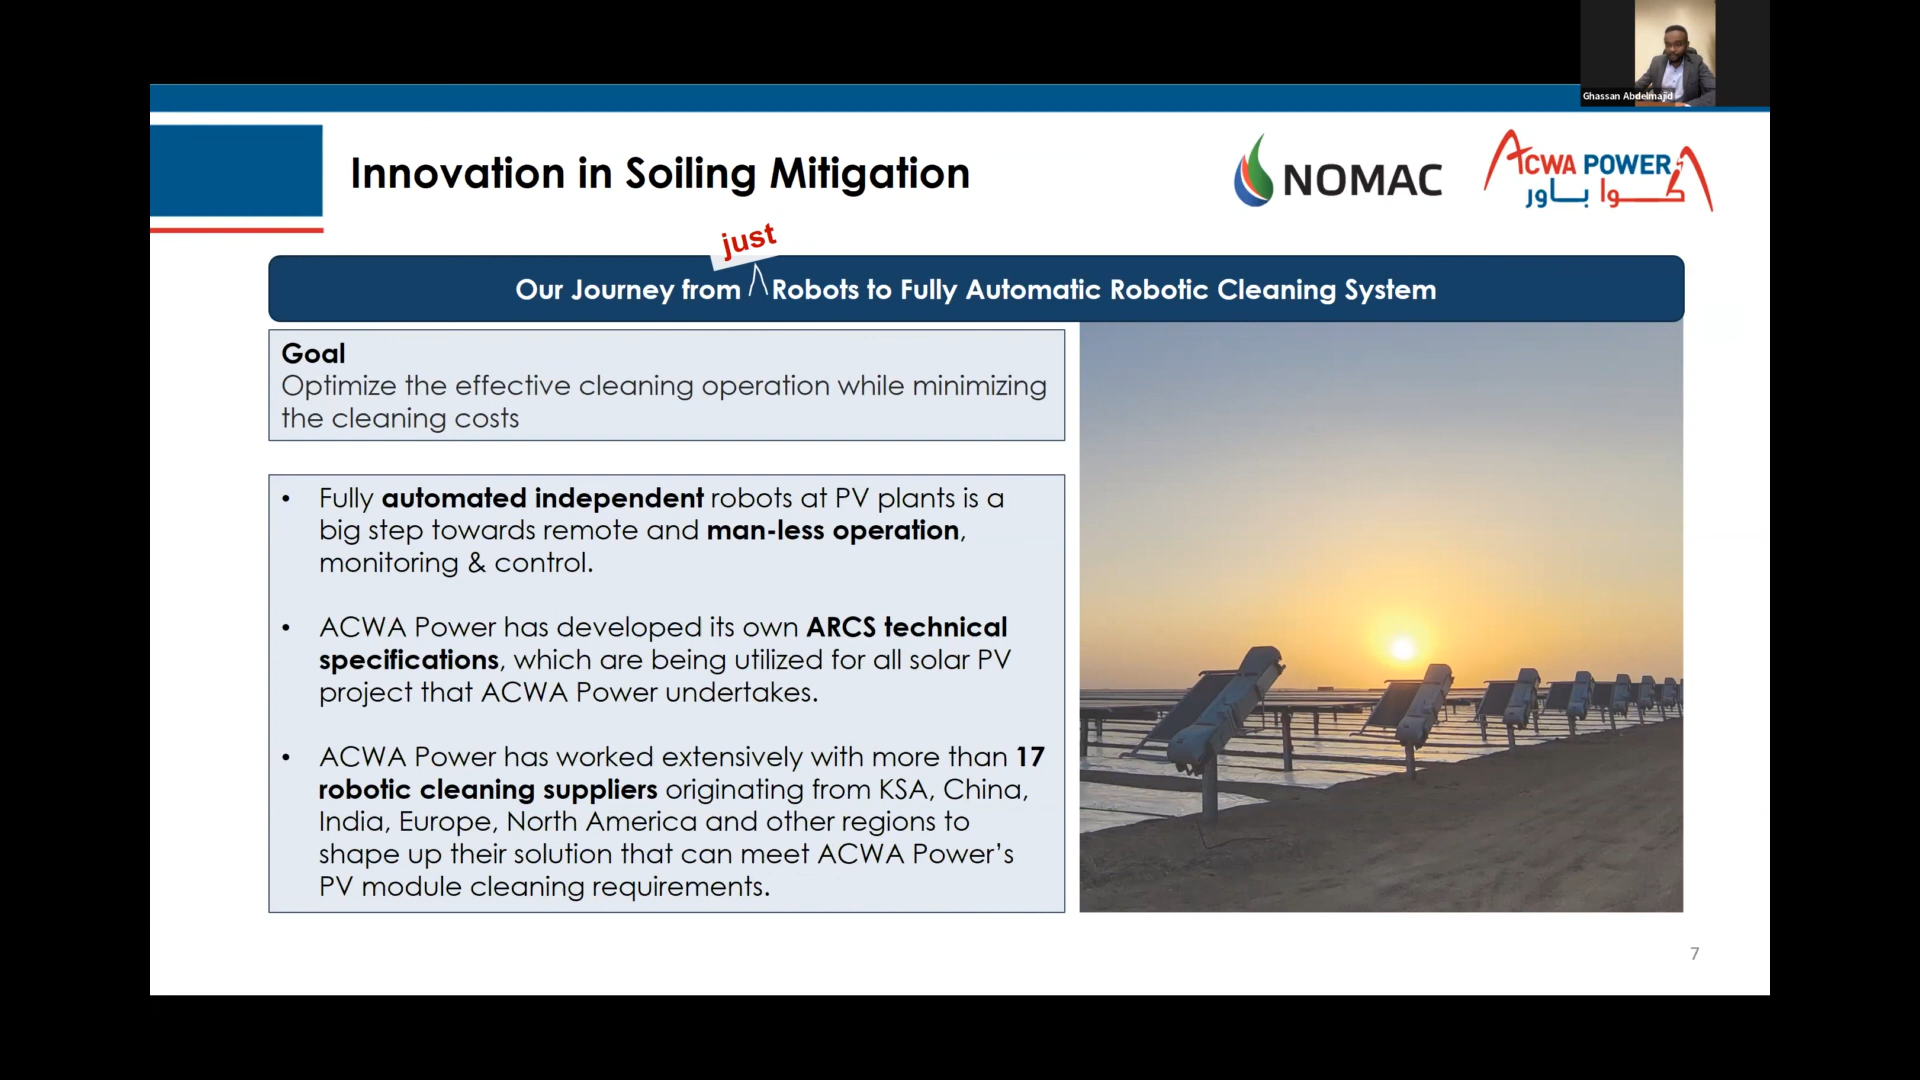 Ghassan Abdelmajid
Innovation in Soiling Mitigation
NOMAC
ACWA POWER
أكوا باور
just
Our Journey from Robots to Fully Automatic Robotic Cleaning System
Goal
Optimize the effective cleaning operation while minimizing
the cleaning costs
• Fully automated independent robots at PV plants is a
big step towards remote and man-less operation,
monitoring & control.
• ACWA Power has developed its own ARCS technical
specifications, which are being utilized for all solar PV
project that ACWA Power undertakes.
• ACWA Power has worked extensively with more than 17
robotic cleaning suppliers originating from KSA, China,
India, Europe, North America and other regions to
shape up their solution that can meet ACWA Power’s
PV module cleaning requirements.
7